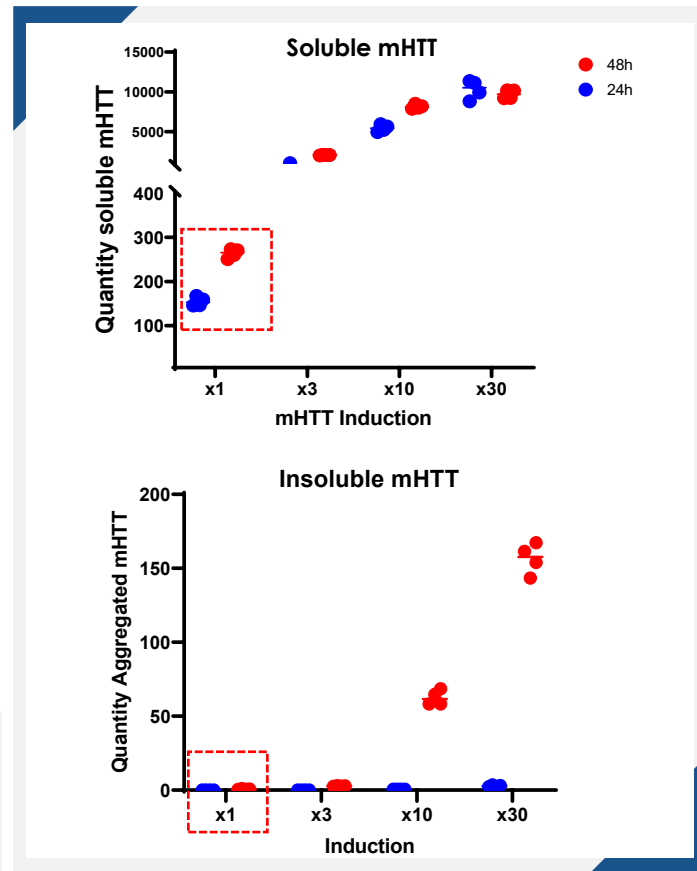 Soluble mHTT
48h
24h
Quantity soluble mHTT
15000
10000
5000
400
300
200
100
x1 x3 x10 x30
mHTT Induction
Insoluble mHTT
Quantity Aggregated mHTT
200
150
100
50
0
x1 x3 x10 x30
Induction